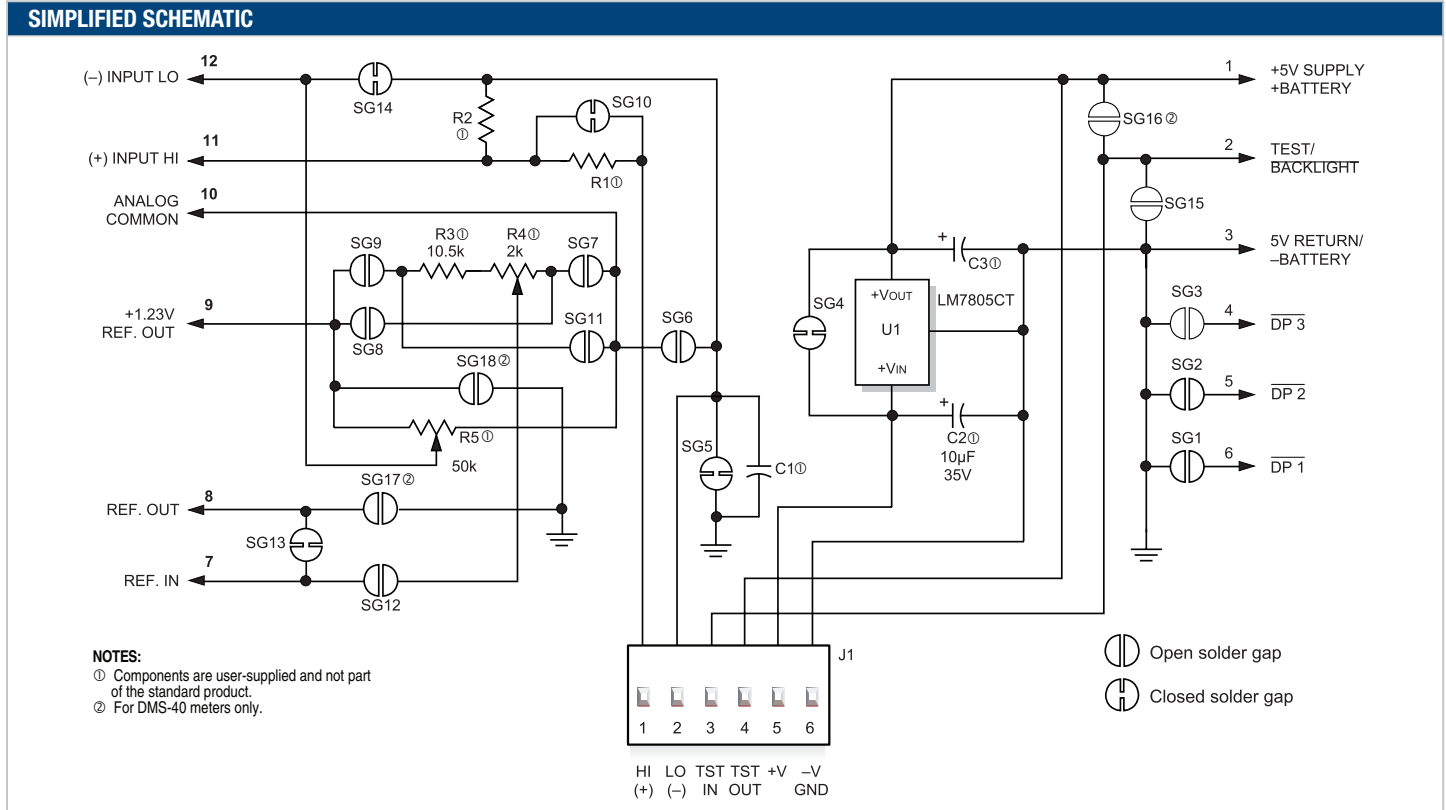 SIMPLIFIED SCHEMATIC
12
(–) INPUT LO
SG14
R2
①
SG10
11
(+) INPUT HI
R1①
10
ANALOG
COMMON
SG9
R3①
10.5k
R4①
2k
SG7
9
+1.23V
REF. OUT
SG8
SG11
SG6
SG18②
R5①
50k
SG5
C1①
SG17②
8
REF. OUT
SG13
7
REF. IN
SG12
1
+5V SUPPLY
+BATTERY
SG16②
2
TEST/
BACKLIGHT
SG15
3
5V RETURN/
–BATTERY
+
C3①
SG4
+VOUT
LM7805CT
U1
+VIN
+
C2①
10µF
35V
SG3
4
DP 3
SG2
5
DP 2
SG1
6
DP 1
NOTES:
① Components are user-supplied and not part
of the standard product.
② For DMS-40 meters only.
J1
1 2 3 4 5 6
HI LO TST TST +V –V
(+) (–) IN OUT GND
Open solder gap
Closed solder gap